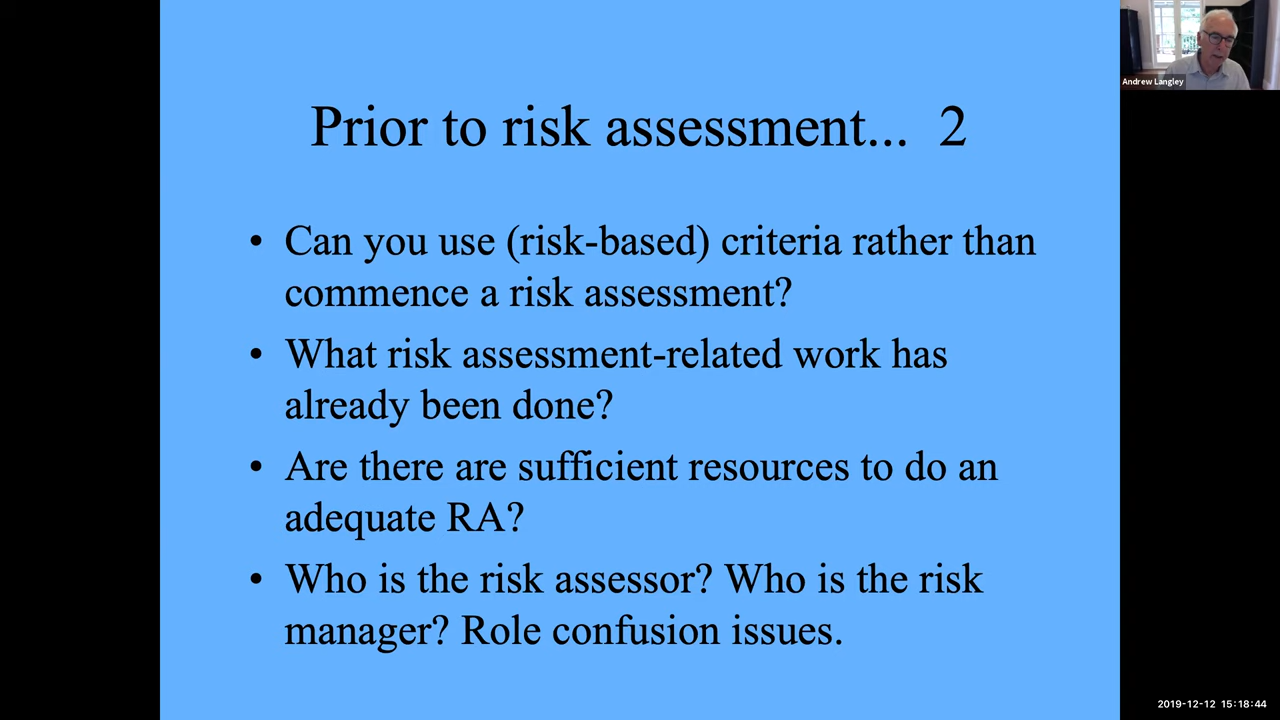 Prior to risk assessment... 2
• Can you use (risk-based) criteria rather than
commence a risk assessment?
• What risk assessment-related work has
already been done?
• Are there are sufficient resources to do an
adequate RA?
• Who is the risk assessor? Who is the risk
manager? Role confusion issues.
Andrew Langley
2019-12-12 15:18:44